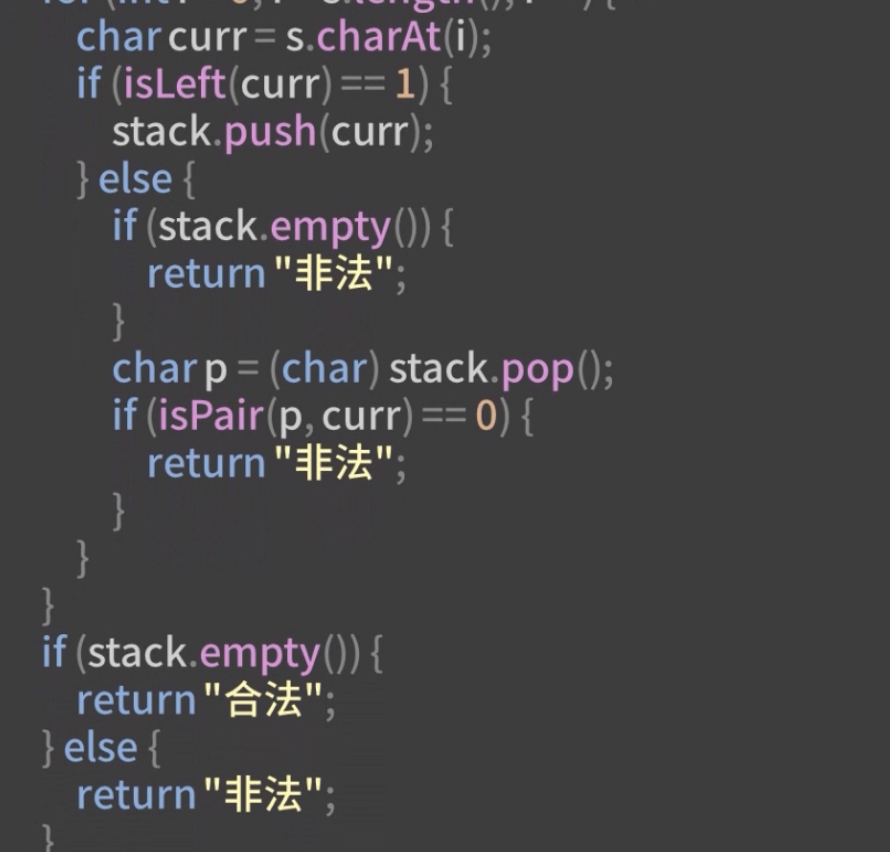 char curr = s.charAt(i);
if (isLeft(curr) == 1) {
stack.push(curr);
} else {
if (stack.empty()) {
return "非法";
}
char p = (char) stack.pop();
if (isPair(p, curr) == 0) {
return "非法";
}
}
}
if (stack.empty()) {
return "合法";
} else {
return "非法";
}